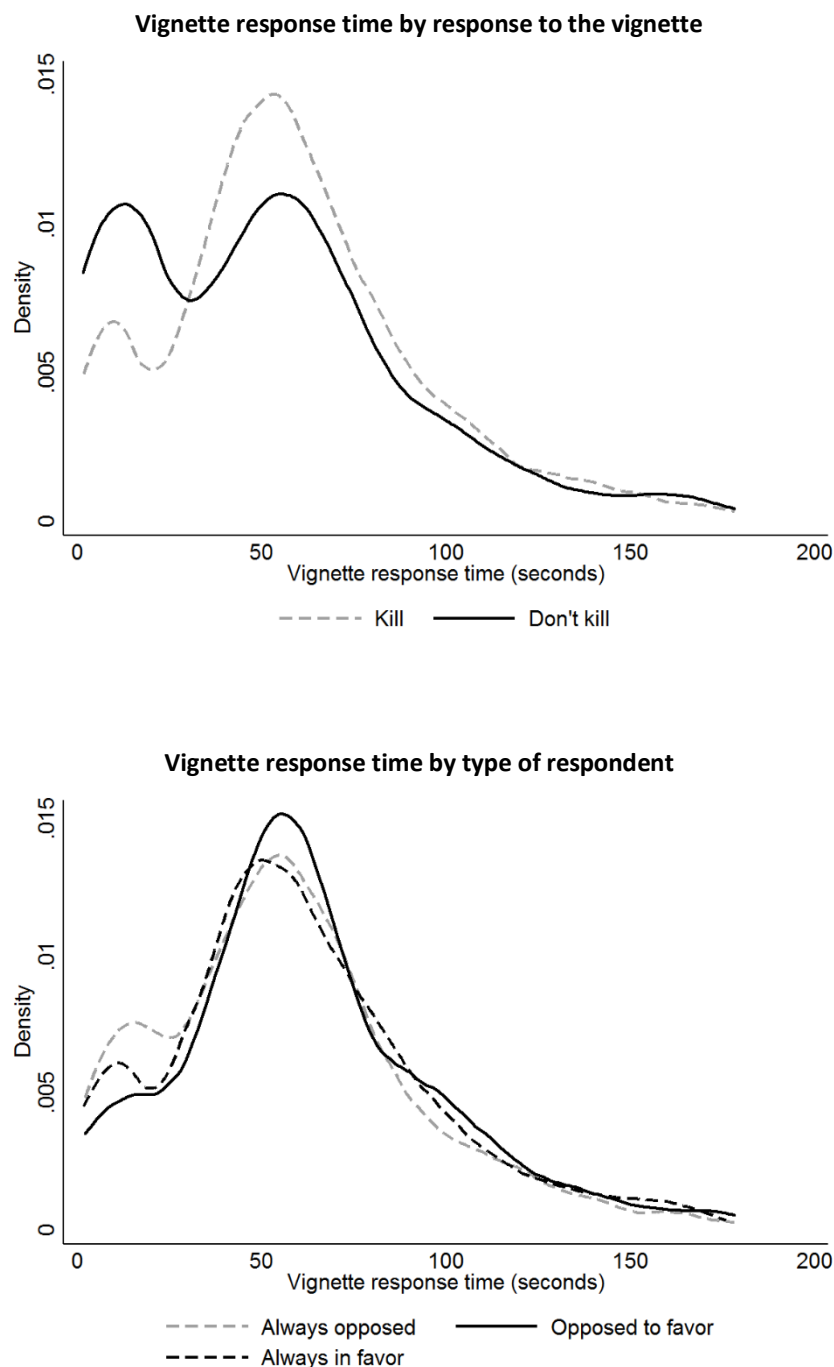 Vignette response time by response to the vignette
.015
.01
.005
0
Density
0 50 100 150 200
Vignette response time (seconds)
Kill Don't kill
Vignette response time by type of respondent
.015
.01
.005
0
Density
0 50 100 150 200
Vignette response time (seconds)
Always opposed Opposed to favor
Always in favor